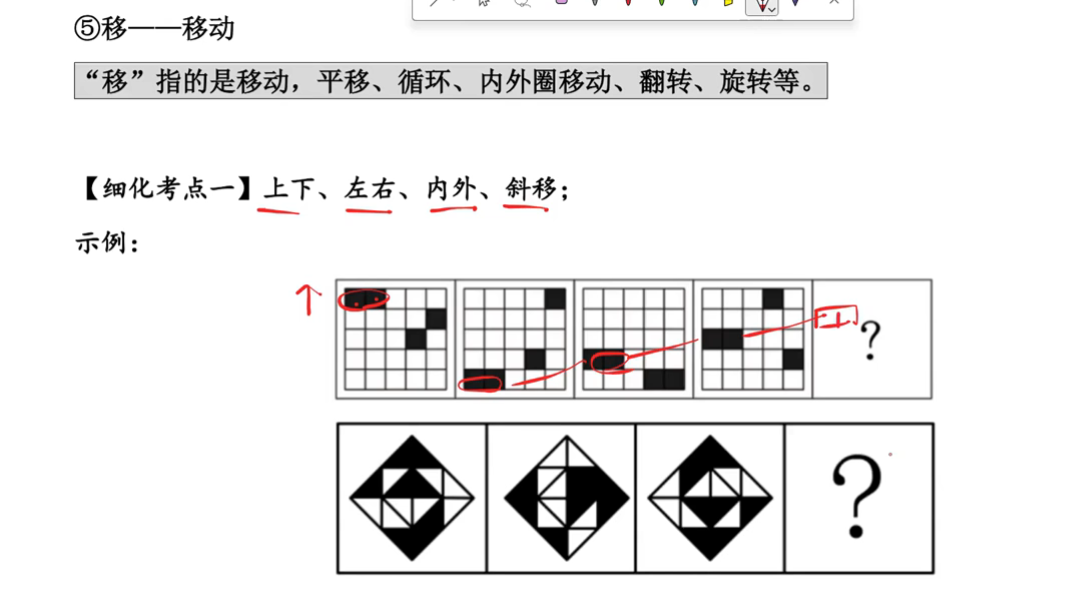 ⑤移——移动
“移”指的是移动，平移、循环、内外圈移动、翻转、旋转等。
【细化考点一】上下、左右、内外、斜移；
示例：
?
?